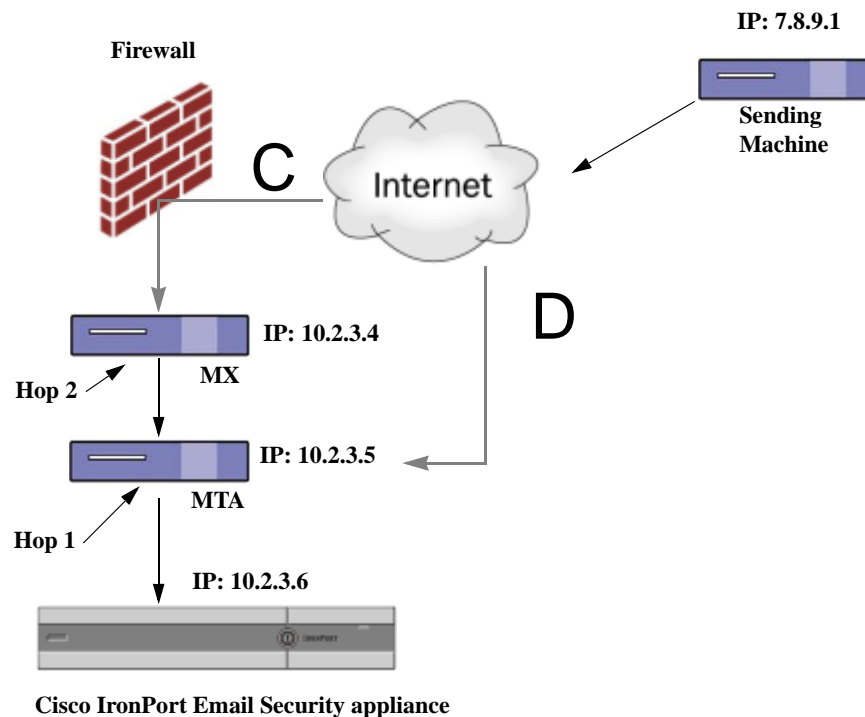 IP: 7.8.9.1
Firewall
Sending
Machine
C
Internet
D
IP: 10.2.3.4
MX
Hop 2
IP: 10.2.3.5
MTA
Hop 1
IP: 10.2.3.6
IRONPORT
Cisco IronPort Email Security appliance